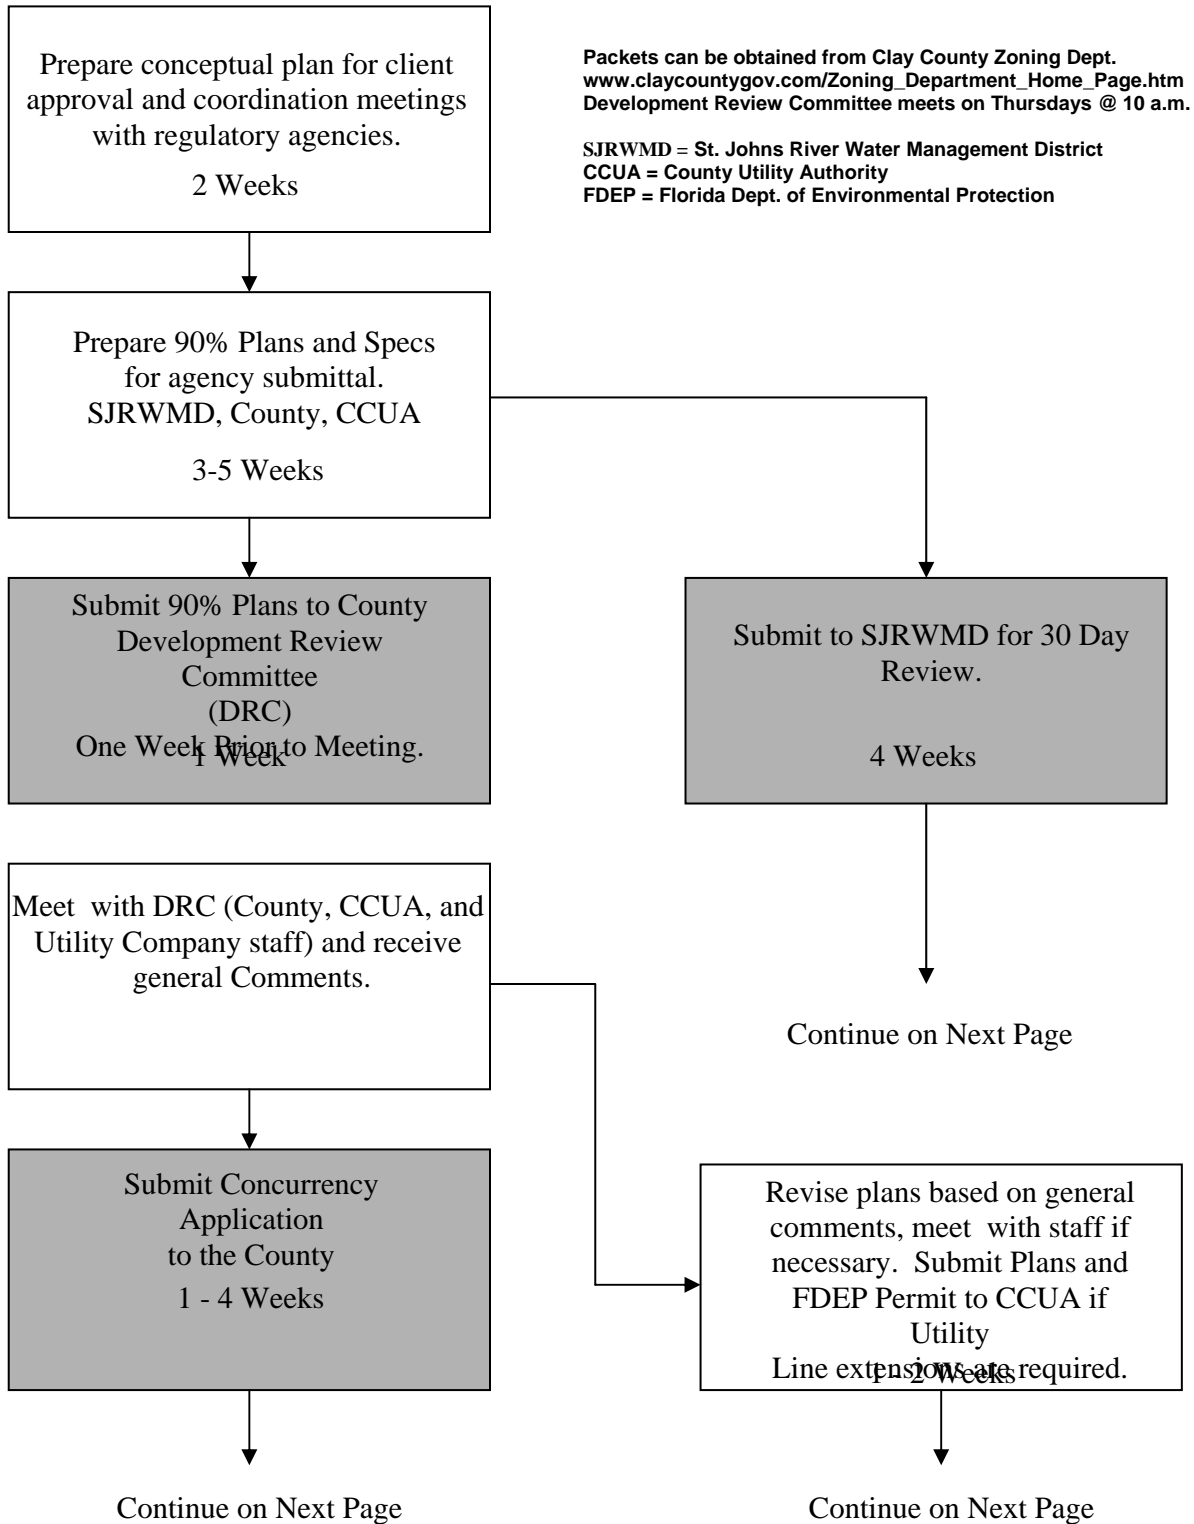 Prepare conceptual plan for client
approval and coordination meetings
with regulatory agencies.
2 Weeks
Packets can be obtained from Clay County Zoning Dept.
www.claycountygov.com/Zoning_Department_Home_Page.htm
Development Review Committee meets on Thursdays @ 10 a.m.
SJRWMD = St. Johns River Water Management District
CCUA = County Utility Authority
FDEP = Florida Dept. of Environmental Protection
Prepare 90% Plans and Specs
for agency submittal.
SJRWMD, County, CCUA
3-5 Weeks
Submit 90% Plans to County
Development Review
Committee
(DRC)
One Week Prior to Meeting.
1 Week
Submit to SJRWMD for 30 Day
Review.
4 Weeks
Meet with DRC (County, CCUA, and
Utility Company staff) and receive
general Comments.
Continue on Next Page
Submit Concurrency
Application
to the County
1 - 4 Weeks
Revise plans based on general
comments, meet with staff if
necessary. Submit Plans and
FDEP Permit to CCUA if
Utility
Line extensions are required.
1 - 2 Weeks
Continue on Next Page
Continue on Next Page